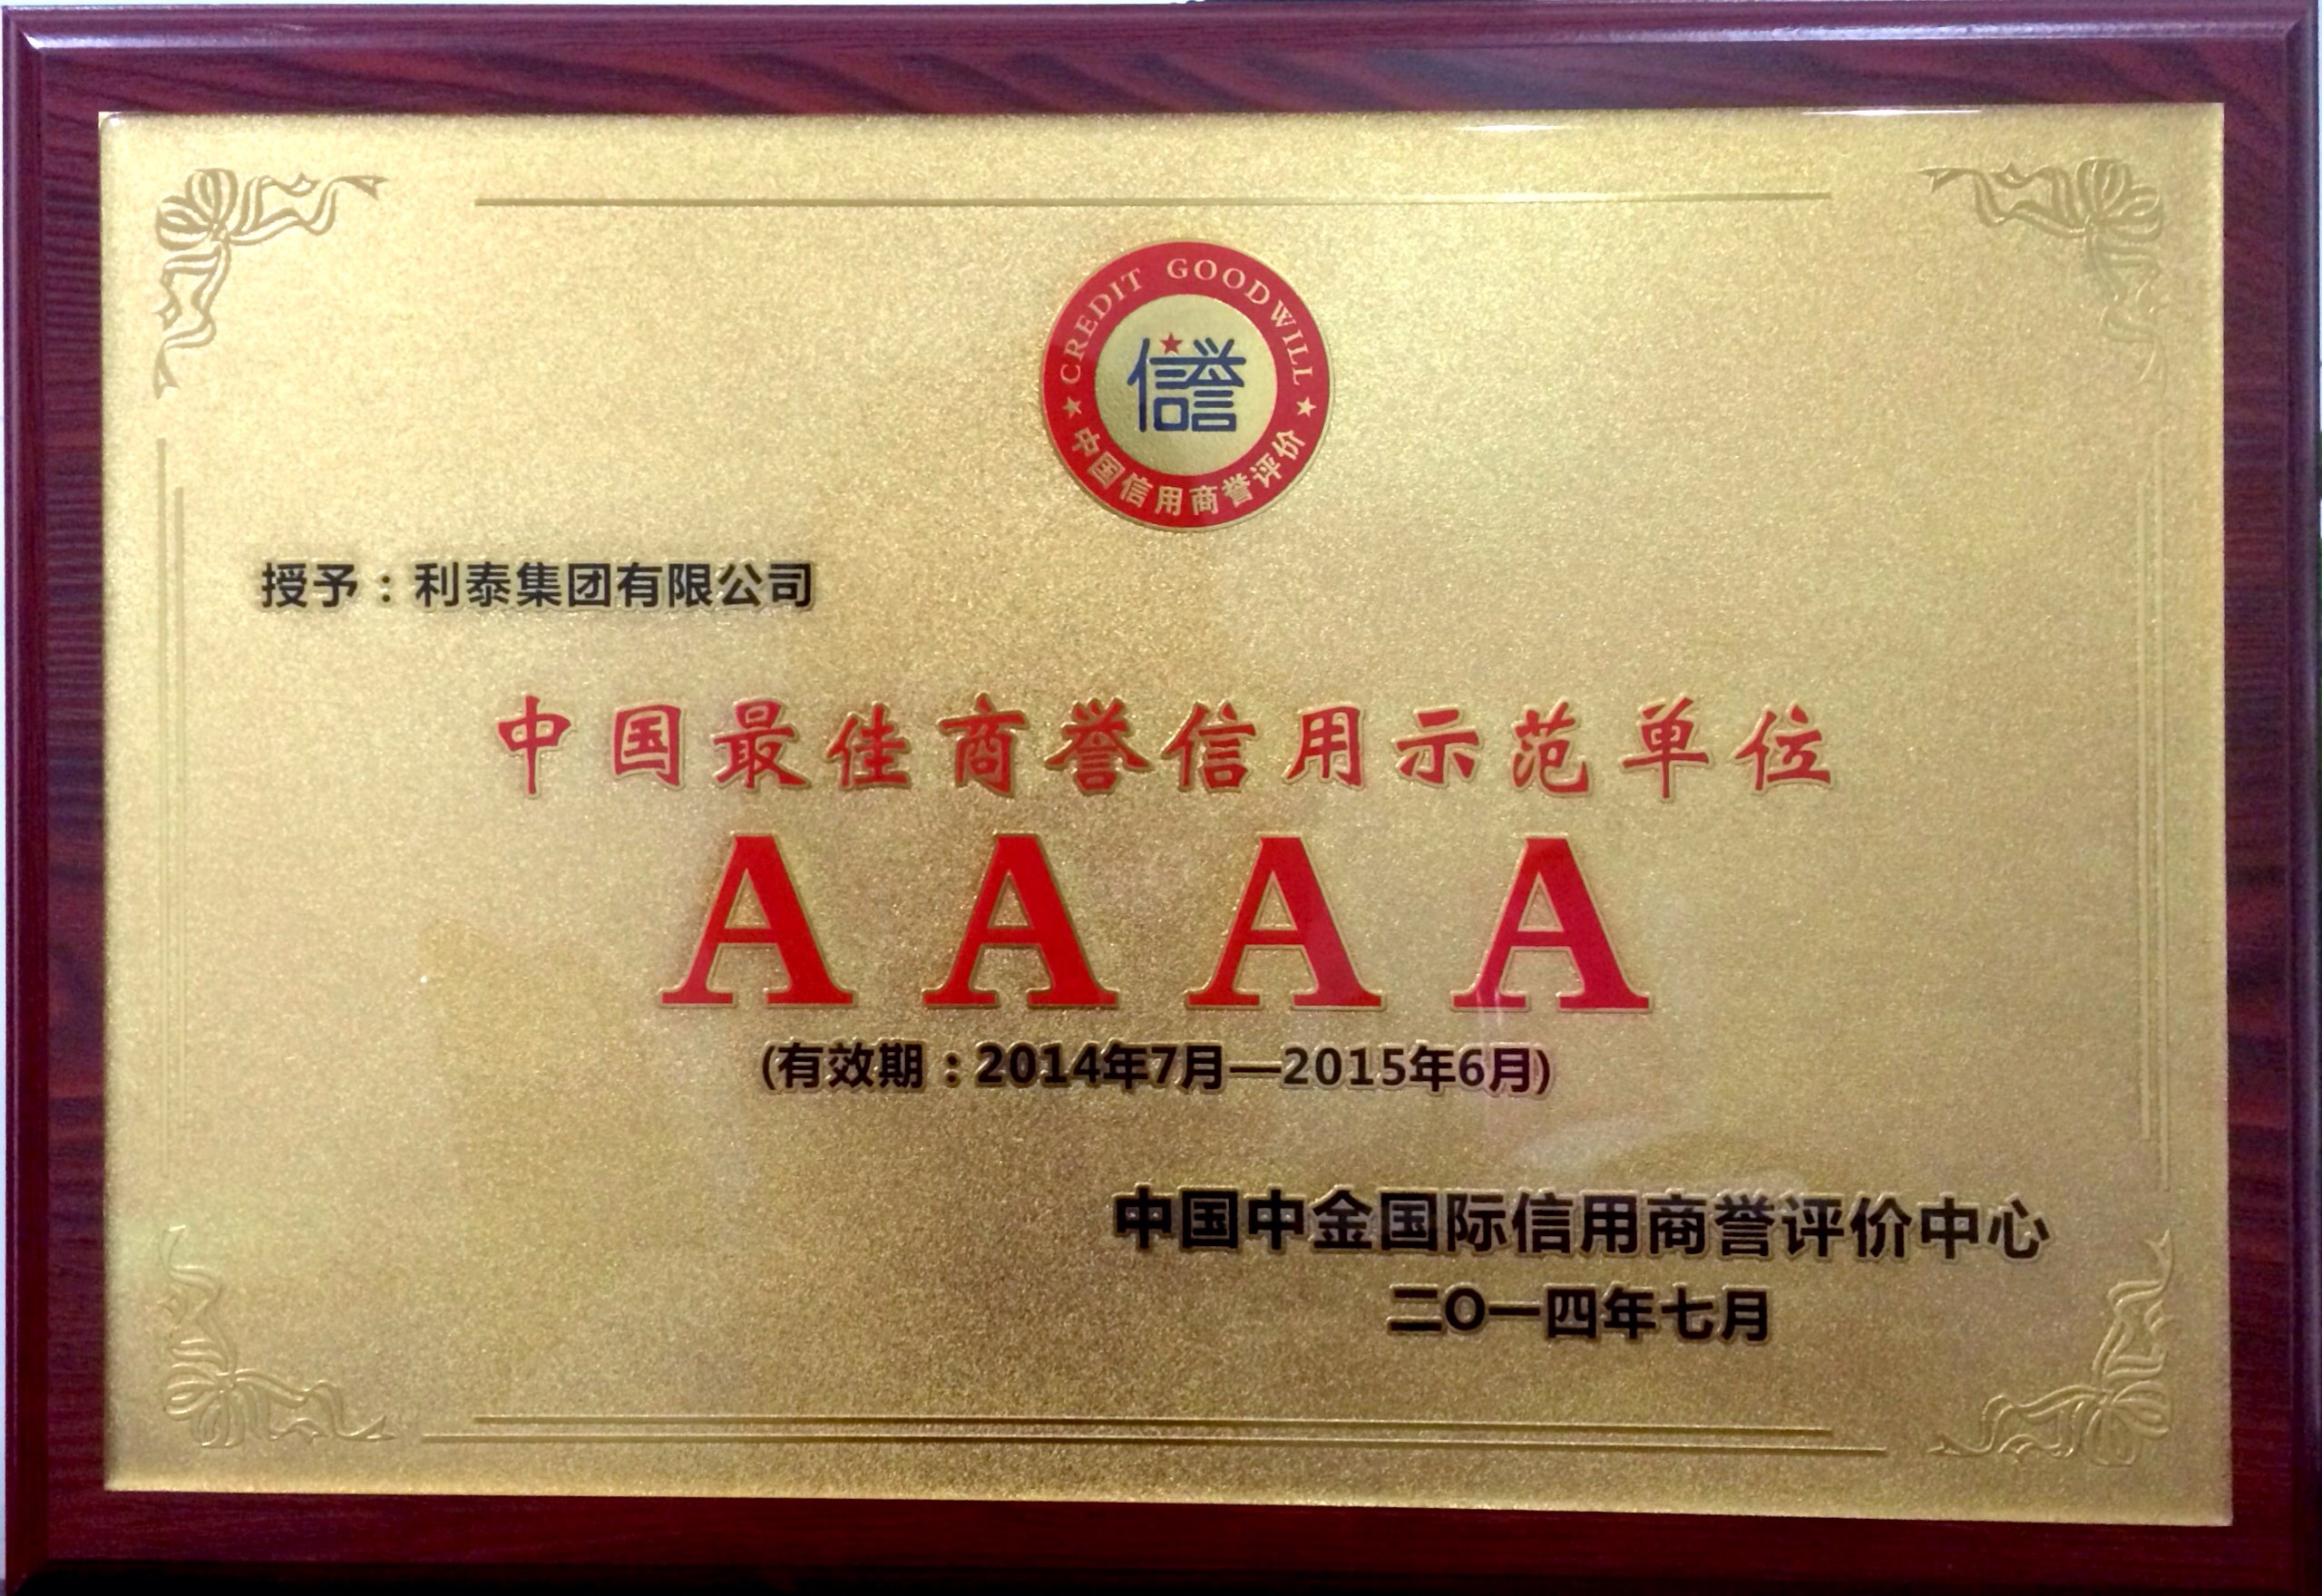 CREDIT GOODWILL
信誉
中国信用商誉评价
授予：利泰集团有限公司
中国最佳商誉信用示范单位
AAAA
(有效期：2014年7月—2015年6月)
中国中金国际信用商誉评价中心
二O一四年七月